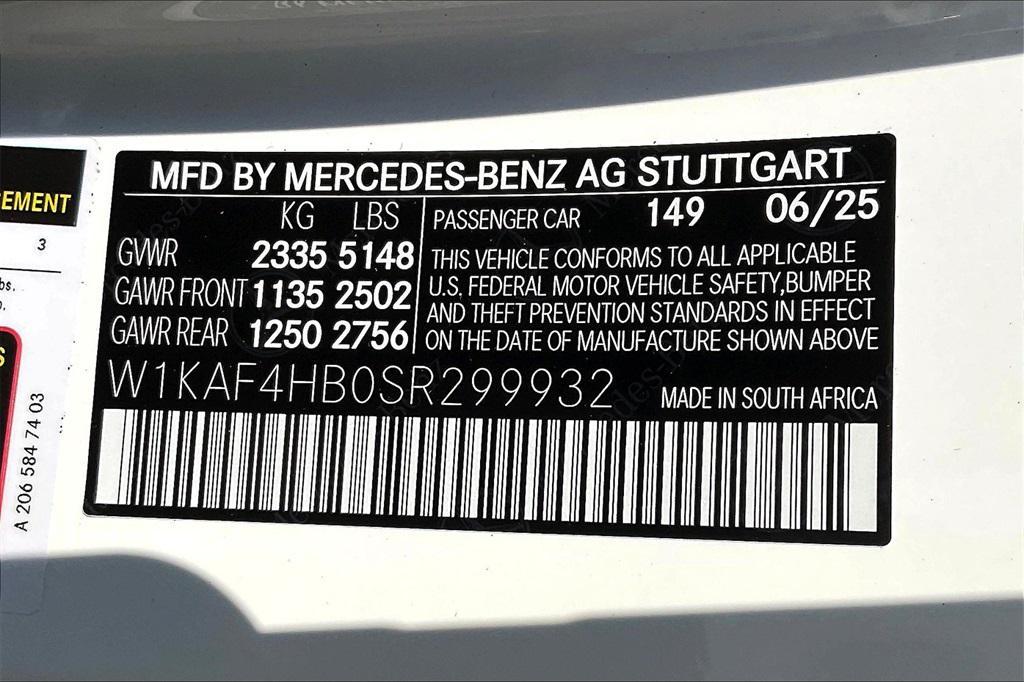 MFD BY MERCEDES-BENZ AG STUTTGART
KG LBS
GVWR 2335 5148
GAWR FRONT 1135 2502
GAWR REAR 1250 2756
PASSENGER CAR 149 06/25
THIS VEHICLE CONFORMS TO ALL APPLICABLE
U.S. FEDERAL MOTOR VEHICLE SAFETY,BUMPER
AND THEFT PREVENTION STANDARDS IN EFFECT
ON THE DATE OF MANUFACTURE SHOWN ABOVE
W1KAF4HB0SR299932
MADE IN SOUTH AFRICA
EMENT
3
bs.
A 206 584 74 03